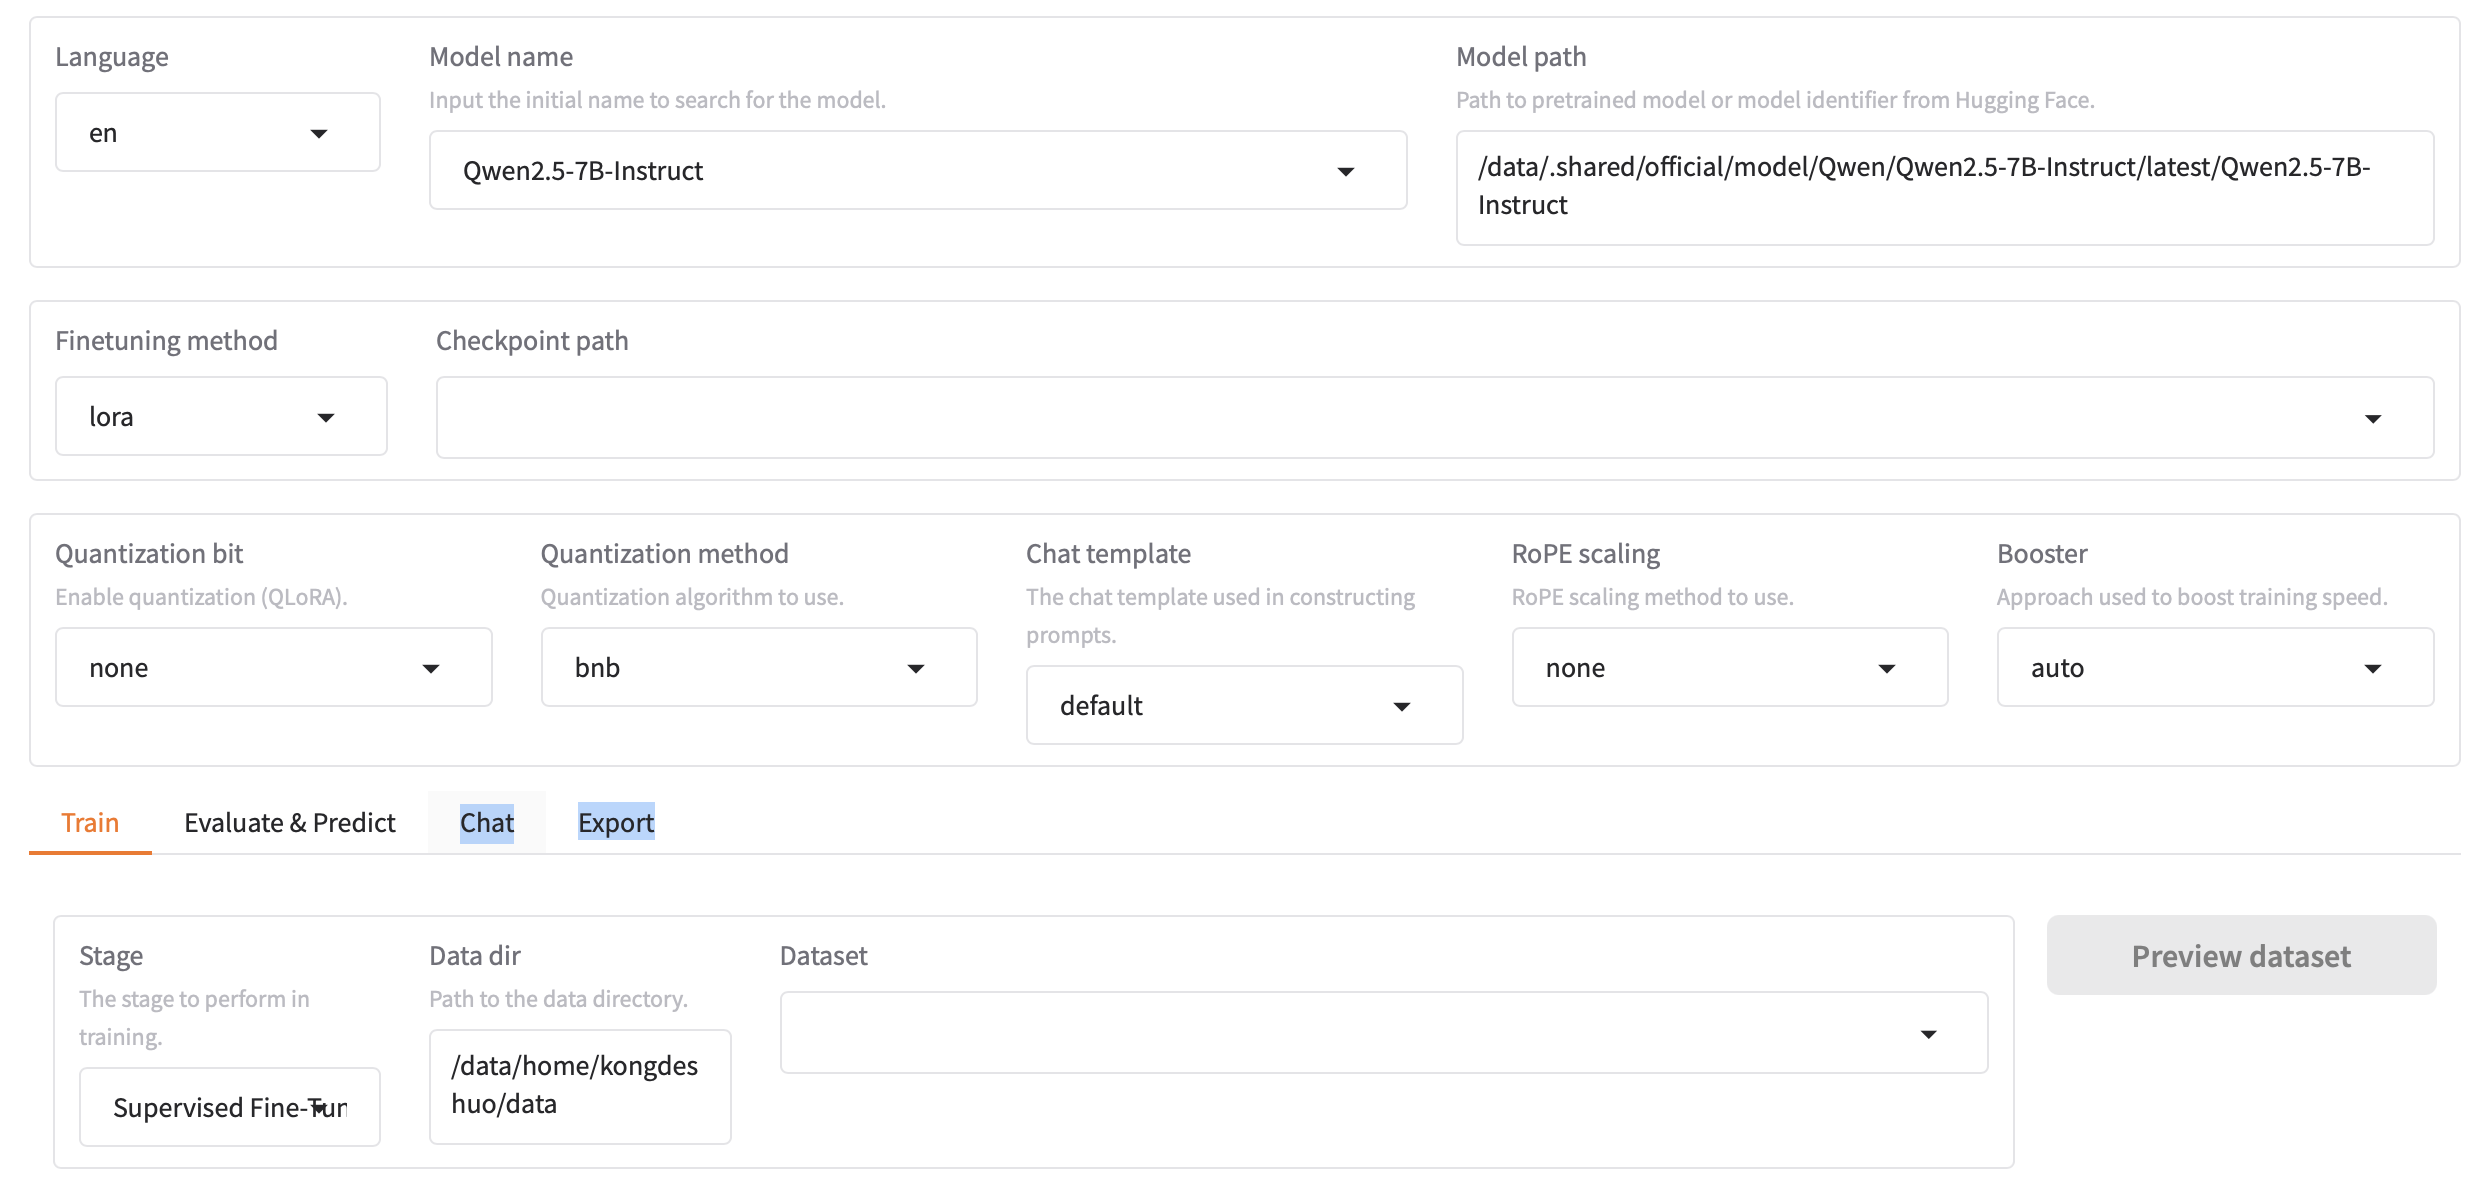 Language
en
Model name
Input the initial name to search for the model.
Qwen2.5-7B-Instruct
Model path
Path to pretrained model or model identifier from Hugging Face.
/data/.shared/official/model/Qwen/Qwen2.5-7B-Instruct/latest/Qwen2.5-7B-
Instruct
Finetuning method
lora
Checkpoint path
Quantization bit
Enable quantization (QLoRA).
none
Quantization method
Quantization algorithm to use.
bnb
Chat template
The chat template used in constructing
prompts.
default
RoPE scaling
RoPE scaling method to use.
none
Booster
Approach used to boost training speed.
auto
Train Evaluate & Predict Chat Export
Stage
The stage to perform in
training.
Supervised Fine-Tun
Data dir
Path to the data directory.
/data/home/kongdes
huo/data
Dataset
Preview dataset